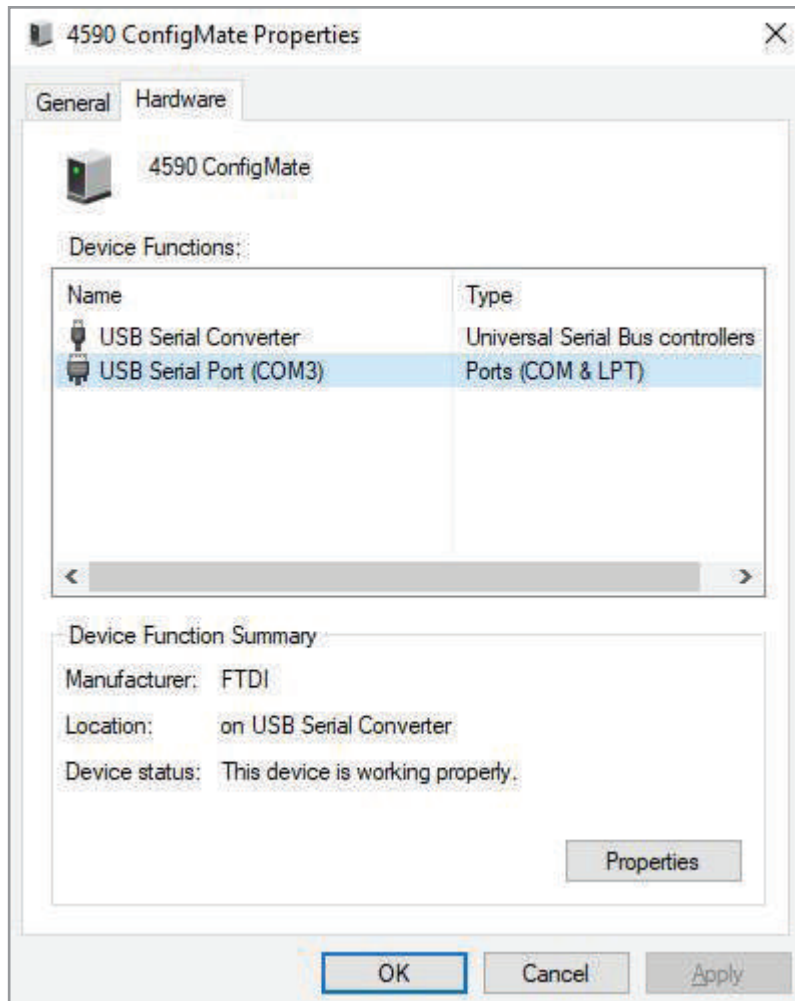 4590 ConfigMate Properties
General Hardware
4590 ConfigMate
Device Functions:
Name Type
USB Serial Converter Universal Serial Bus controllers
USB Serial Port (COM3) Ports (COM & LPT)
Device Function Summary
Manufacturer: FTDI
Location: on USB Serial Converter
Device status: This device is working properly.
Properties
OK Cancel Apply